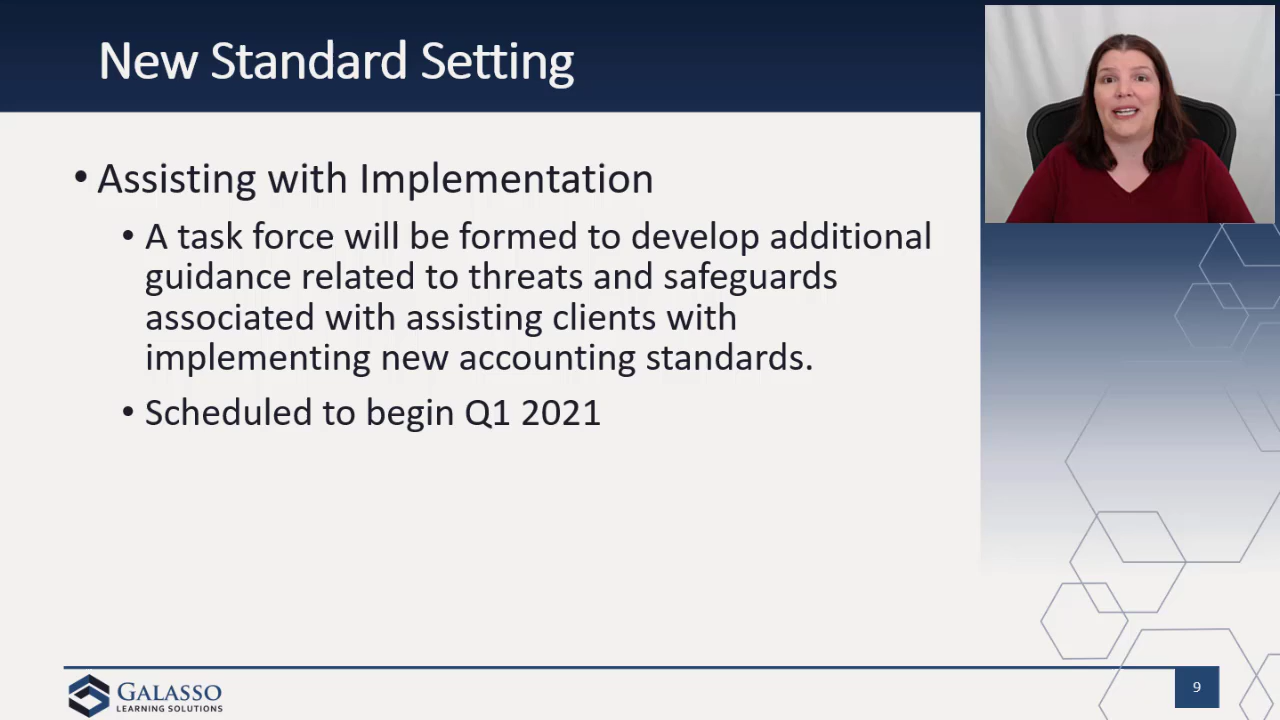 New Standard Setting
• Assisting with Implementation
• A task force will be formed to develop additional
guidance related to threats and safeguards
associated with assisting clients with
implementing new accounting standards.
• Scheduled to begin Q1 2021
GALASSO
LEARNING SOLUTIONS
9